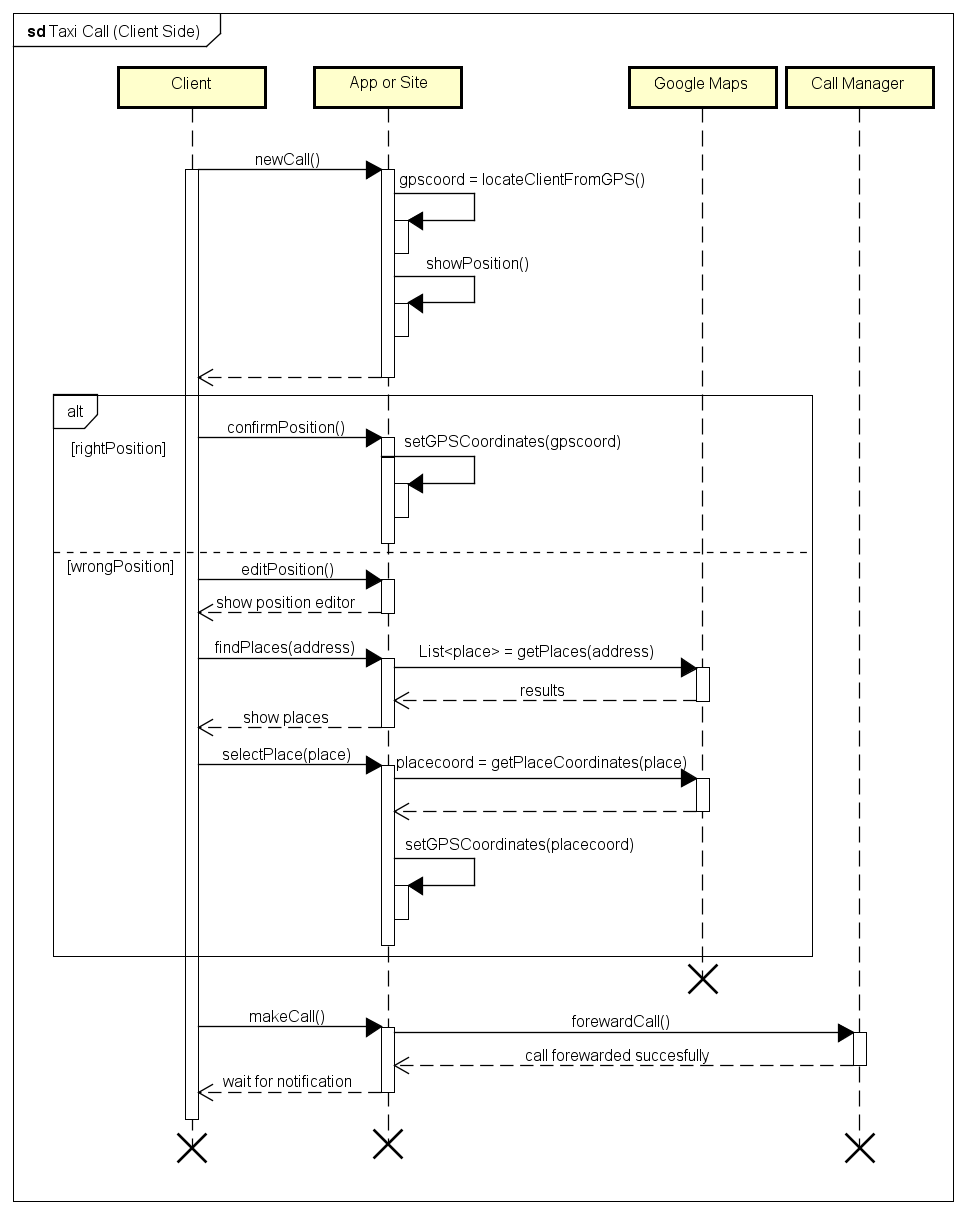 sd Taxi Call (Client Side)
Client
App or Site
Google Maps
Call Manager
newCall()
gpscoord = locateClientFromGPS()
showPosition()
alt
confirmPosition()
setGPSCoordinates(gpscoord)
[rightPosition]
[wrongPosition]
editPosition()
show position editor
findPlaces(address)
List<place> = getPlaces(address)
results
show places
selectPlace(place)
placecoord = getPlaceCoordinates(place)
setGPSCoordinates(placecoord)
makeCall()
forewardCall()
call forewarded succesfully
wait for notification